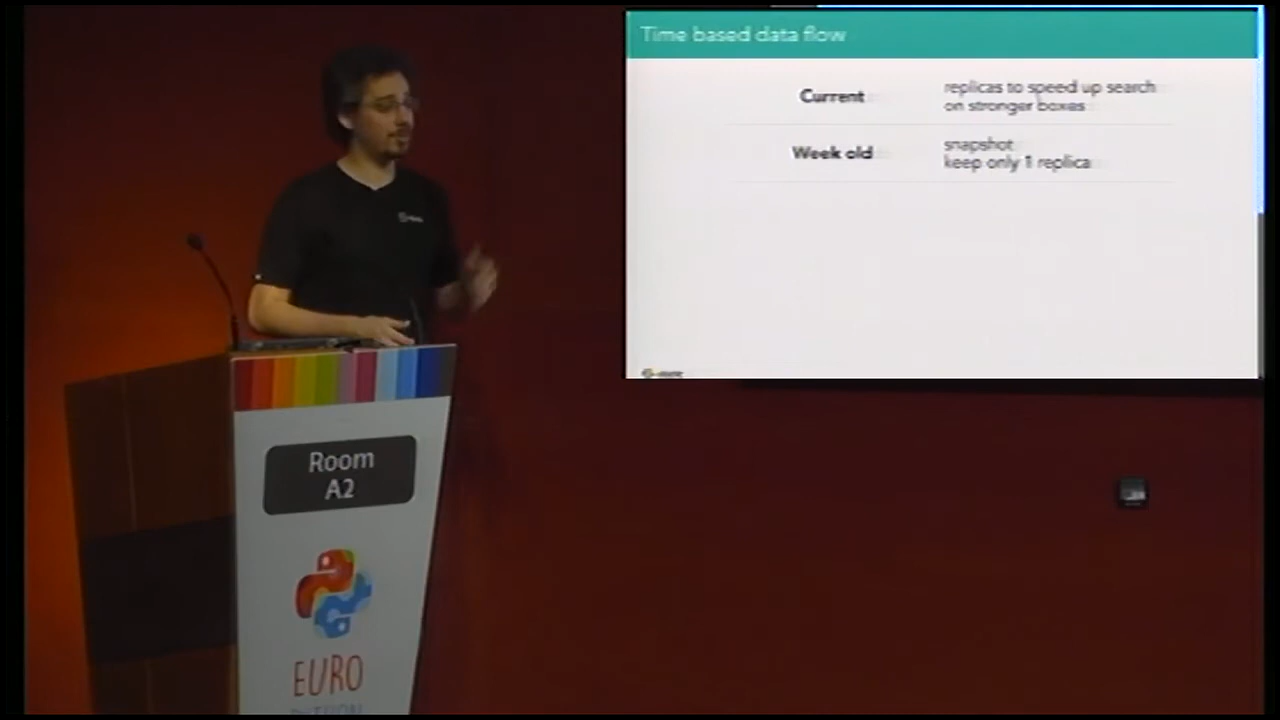 Time based data flow
Current
replicas to speed up search
on stronger boxes
Week old
snapshot
keep only 1 replica
Room
A2
EURO
PYTHON